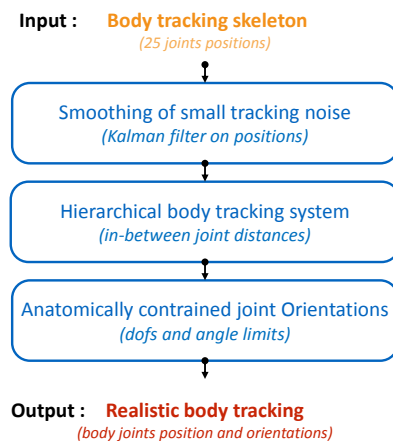 Input : Body tracking skeleton
(25 joints positions)
Smoothing of small tracking noise
(Kalman filter on positions)
Hierarchical body tracking system
(in-between joint distances)
Anatomically contrained joint Orientations
(dofs and angle limits)
Output : Realistic body tracking
(body joints position and orientations)